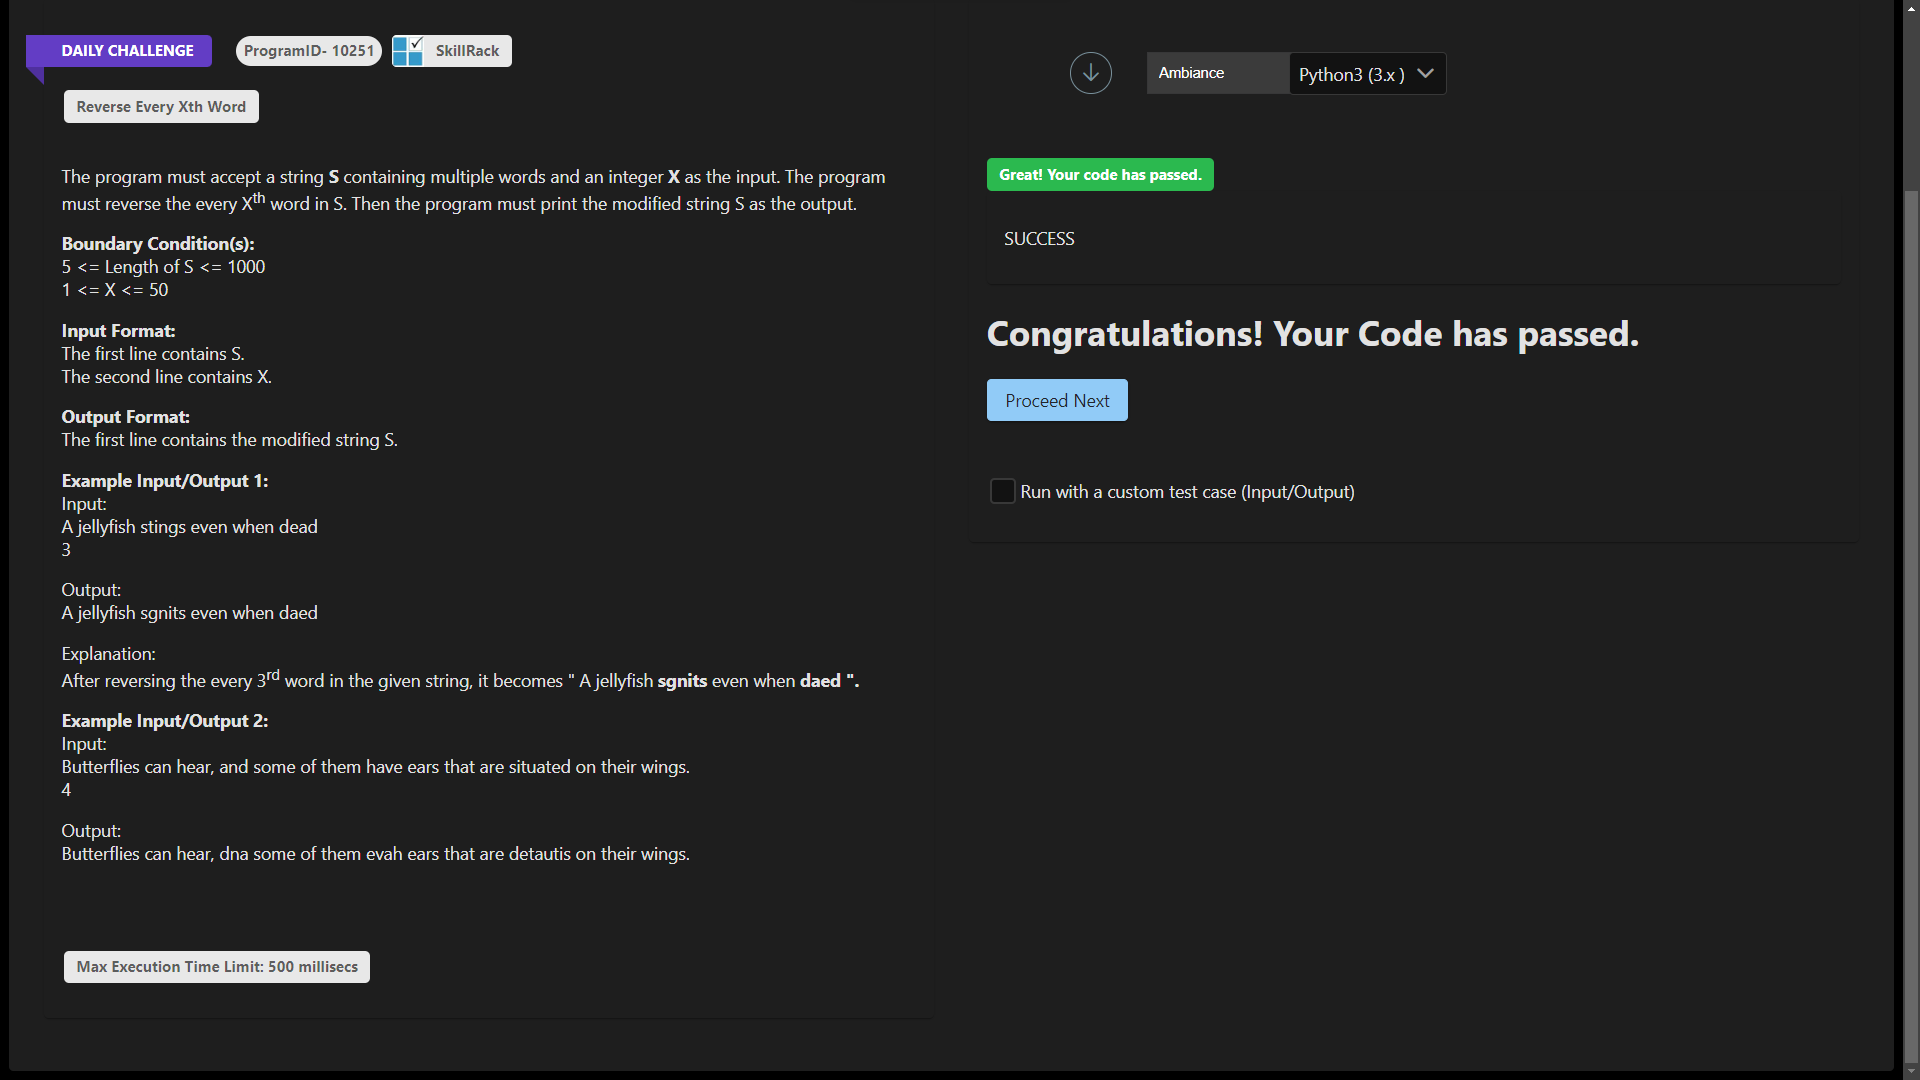 DAILY CHALLENGE
ProgramID- 10251
SkillRack
Reverse Every Xth Word
The program must accept a string S containing multiple words and an integer X as the input. The program
must reverse the every Xth word in S. Then the program must print the modified string S as the output.
Boundary Condition(s):
5 <= Length of S <= 1000
1 <= X <= 50
Input Format:
The first line contains S.
The second line contains X.
Output Format:
The first line contains the modified string S.
Example Input/Output 1:
Input:
A jellyfish stings even when dead
3
Output:
A jellyfish sgnits even when daed
Explanation:
After reversing the every 3rd word in the given string, it becomes " A jellyfish sgnits even when daed ".
Example Input/Output 2:
Input:
Butterflies can hear, and some of them have ears that are situated on their wings.
4
Output:
Butterflies can hear, dna some of them evah ears that are detautis on their wings.
Max Execution Time Limit: 500 millisecs
Ambiance
Python3 (3.x )
Great! Your code has passed.
SUCCESS
Congratulations! Your Code has passed.
Proceed Next
Run with a custom test case (Input/Output)